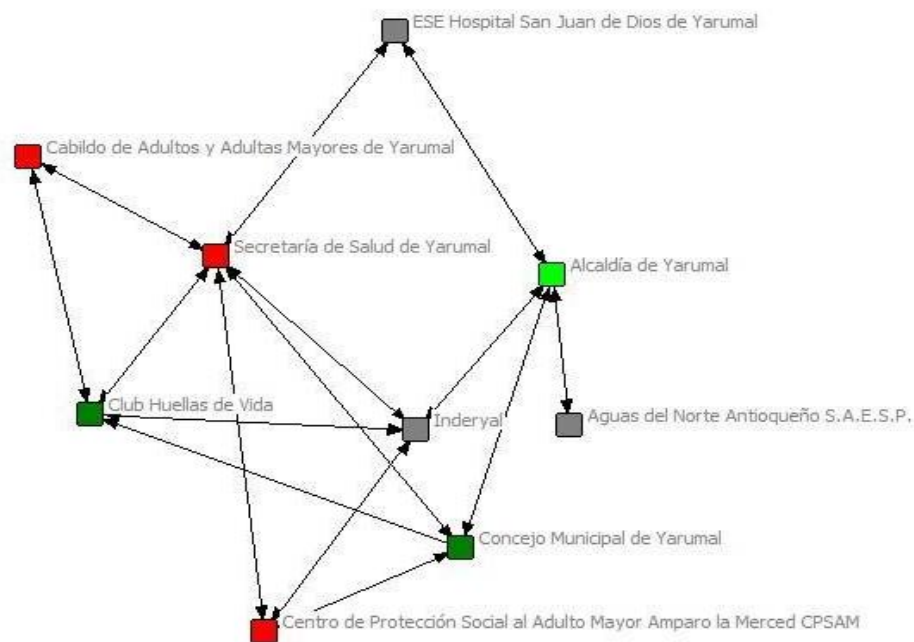 ESE Hospital San Juan de Dios de Yarumal
Cabildo de Adultos y Adultas Mayores de Yarumal
Secretaría de Salud de Yarumal
Alcaldía de Yarumal
Club Huellas de Vida
Inderyal
Aguas del Norte Antioqueño S.A.E.S.P.
Concejo Municipal de Yarumal
Centro de Protección Social al Adulto Mayor Amparo la Merced CPSAM